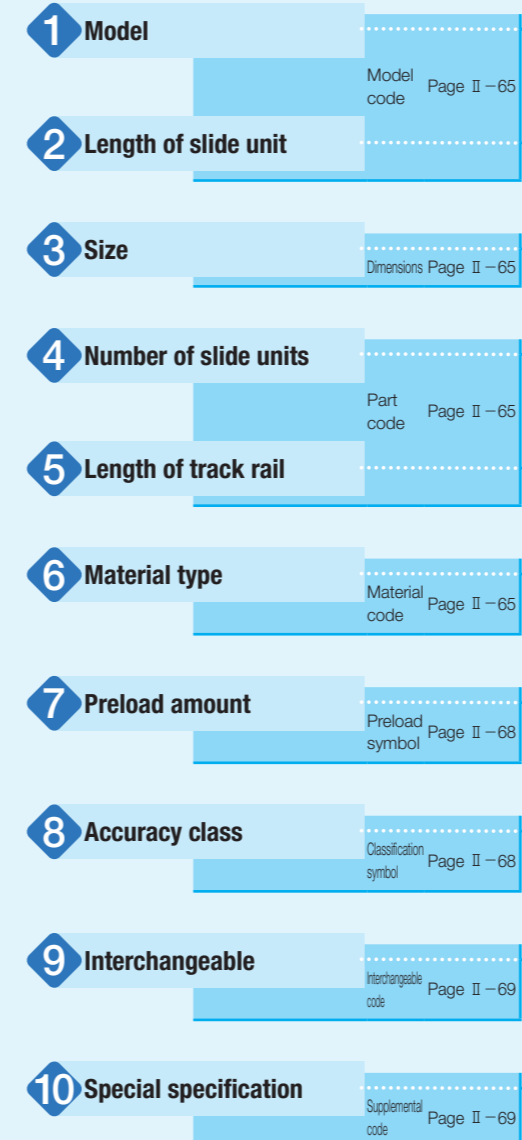 1 Model
Model
code Page Ⅱ－65
2 Length of slide unit
3 Size
Dimensions Page Ⅱ－65
4 Number of slide units
Part
code Page Ⅱ－65
5 Length of track rail
6 Material type
Material
code Page Ⅱ－65
7 Preload amount
Preload
symbol Page Ⅱ－68
8 Accuracy class
Classification
symbol Page Ⅱ－68
9 Interchangeable
Interchangeable
code Page Ⅱ－69
10 Special specification
Supplemental
code Page Ⅱ－69